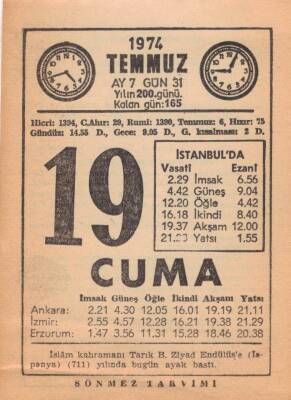 1974
TEMMUZ
AY 7 GÜN 31
Yılın 200.günü.
Kalan gün: 165
Hicri: 1394, C.Ahır: 29, Rumi: 1390, Temmuz: 6, Hızır: 75
Gündüz: 14.55 D., Gece: 9.05 D., G. kısalması: 2 D.
19
İSTANBUL'DA
Vasatî Ezanî
2.29 İmsak 6.56
4.42 Güneş 9.04
12.20 Öğle 4.42
16.18 İkindi 8.40
19.37 Akşam 12.00
Yatsı 1.55
CUMA
İmsak Güneş Öğle İkindi Akşam Yatsı
Ankara: 2.21 4.30 12.05 16.01 19.19 21.11
İzmir: 2.55 4.57 12.28 16.21 19.38 21.29
Erzurum: 1.47 3.56 11.31 15.28 18.46 20.38
İslâm kahramanı Tarık B. Ziyad Endülüs'e (İs-
panya) (711) yılında bugün ayak bastı.
SÖNMEZ TAKVİMİ